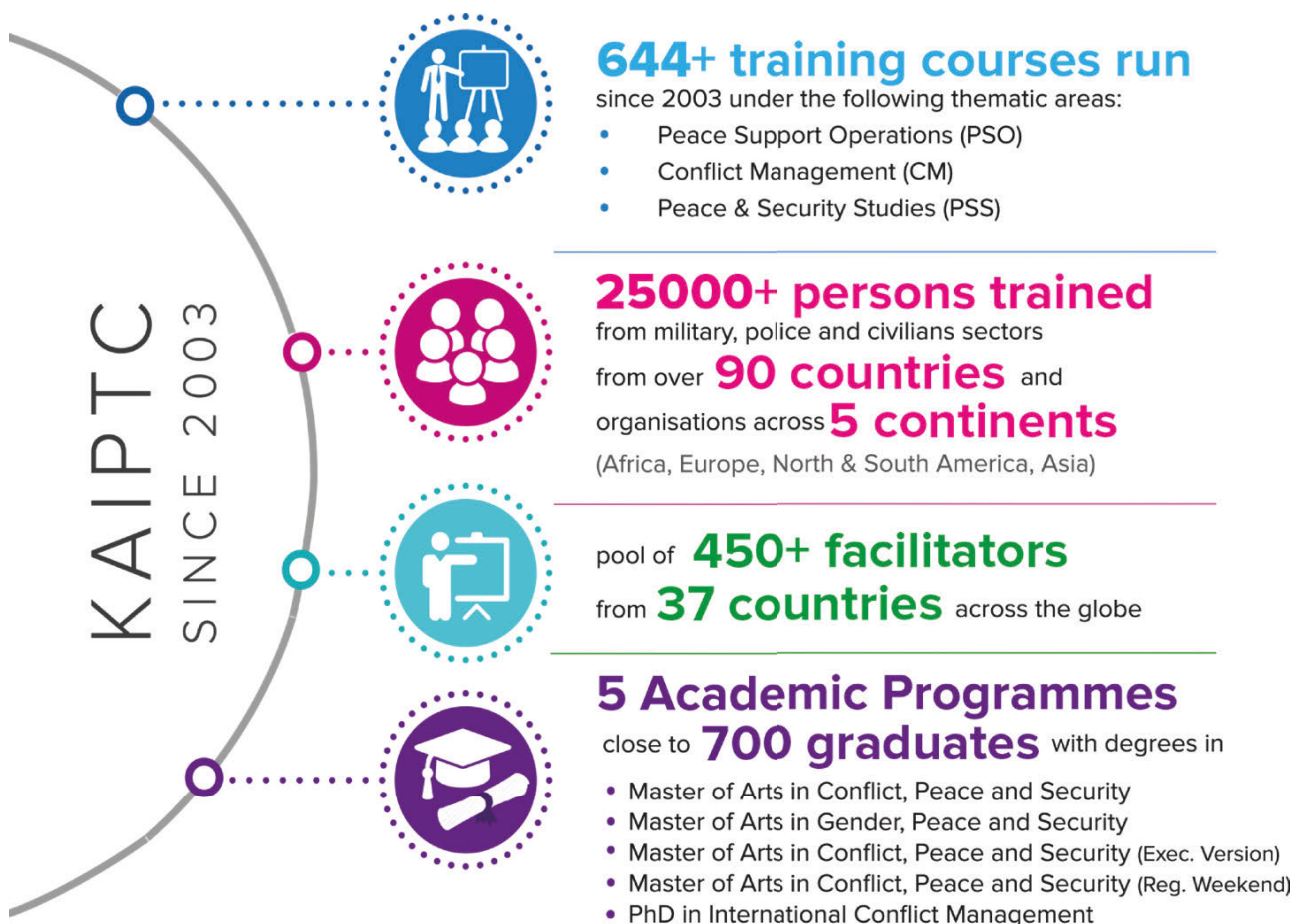 KAIPTC
SINCE 2003
644+ training courses run
since 2003 under the following thematic areas:
• Peace Support Operations (PSO)
• Conflict Management (CM)
• Peace & Security Studies (PSS)
25000+ persons trained
from military, police and civilians sectors
from over 90 countries and
organisations across 5 continents
(Africa, Europe, North & South America, Asia)
pool of 450+ facilitators
from 37 countries across the globe
5 Academic Programmes
close to 700 graduates with degrees in
• Master of Arts in Conflict, Peace and Security
• Master of Arts in Gender, Peace and Security
• Master of Arts in Conflict, Peace and Security (Exec. Version)
• Master of Arts in Conflict, Peace and Security (Reg. Weekend)
• PhD in International Conflict Management